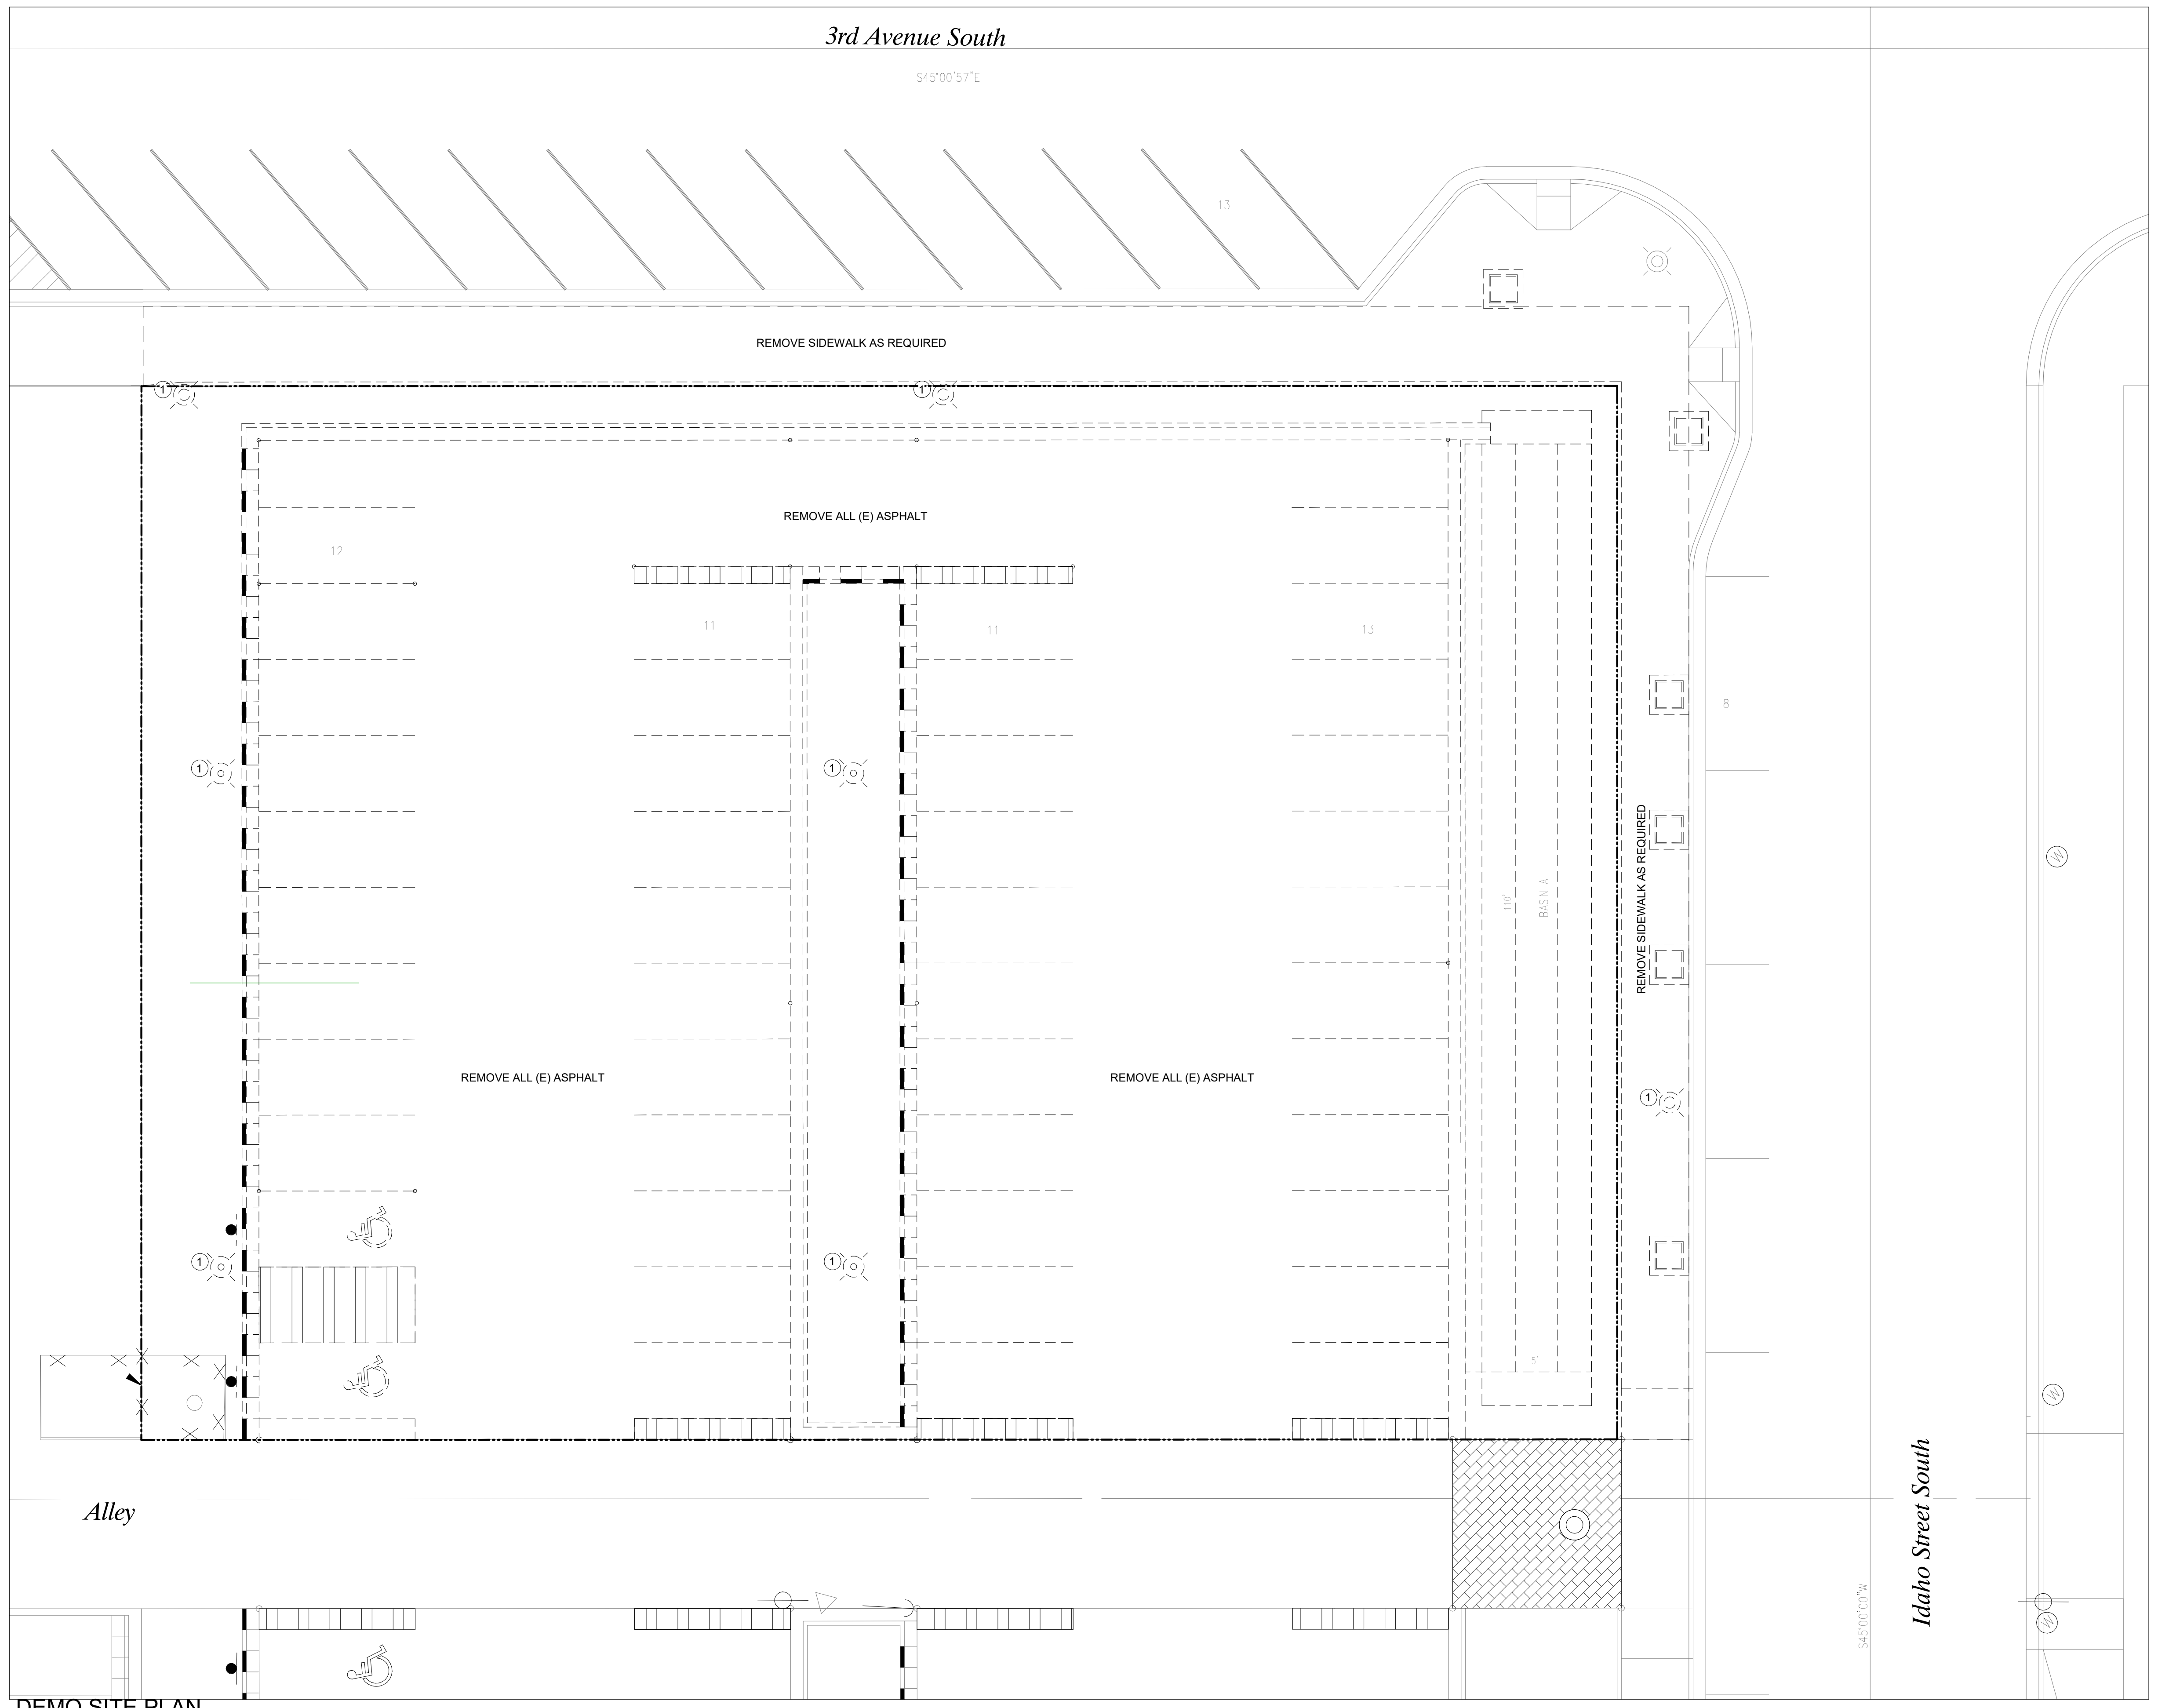 3rd Avenue South
S45°00'57"E
13
REMOVE SIDEWALK AS REQUIRED
1
1
REMOVE ALL (E) ASPHALT
12
11
11
13
8
1
1
REMOVE SIDEWALK AS REQUIRED
110'
BASIN A
W
REMOVE ALL (E) ASPHALT
REMOVE ALL (E) ASPHALT
1
1
1
5'
W
Alley
Idaho Street South
S45°00'00"W
W
DEMO SITE PLAN